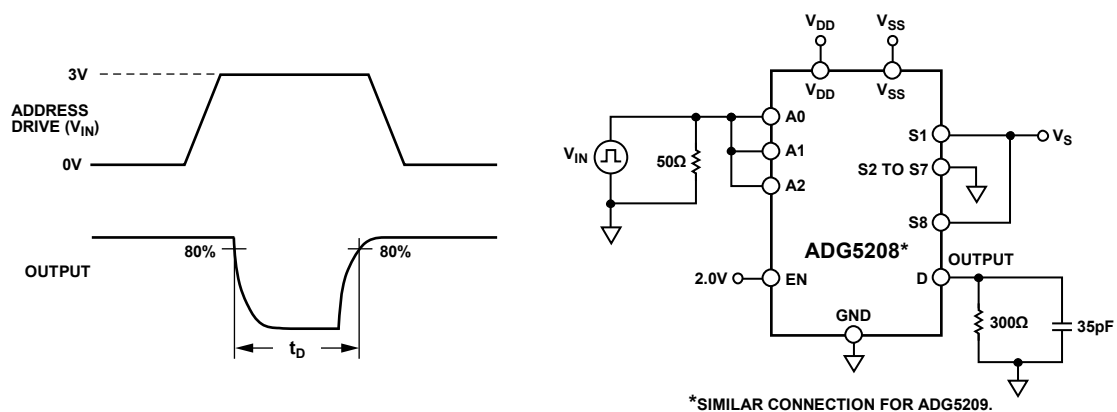 3V
ADDRESS
DRIVE (VIN)
0V
OUTPUT
80%
80%
tD
VDD
VSS
VDD
VSS
VIN
50Ω
A0
A1
A2
S1
VS
S2 TO S7
S8
ADG5208*
OUTPUT
2.0V
EN
D
GND
300Ω
35pF
*SIMILAR CONNECTION FOR ADG5209.